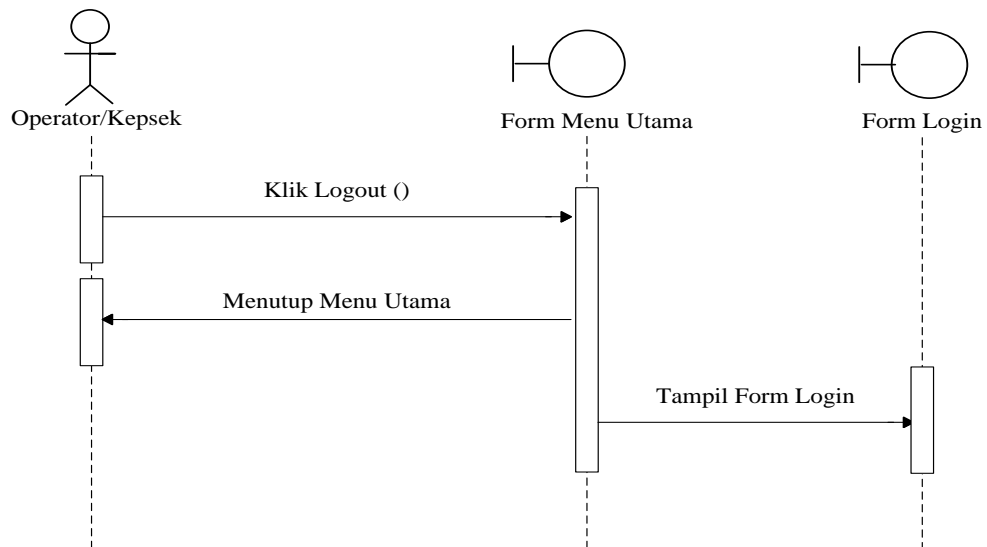 Operator/Kepsek
Form Menu Utama
Form Login
Klik Logout ()
Menutup Menu Utama
Tampil Form Login